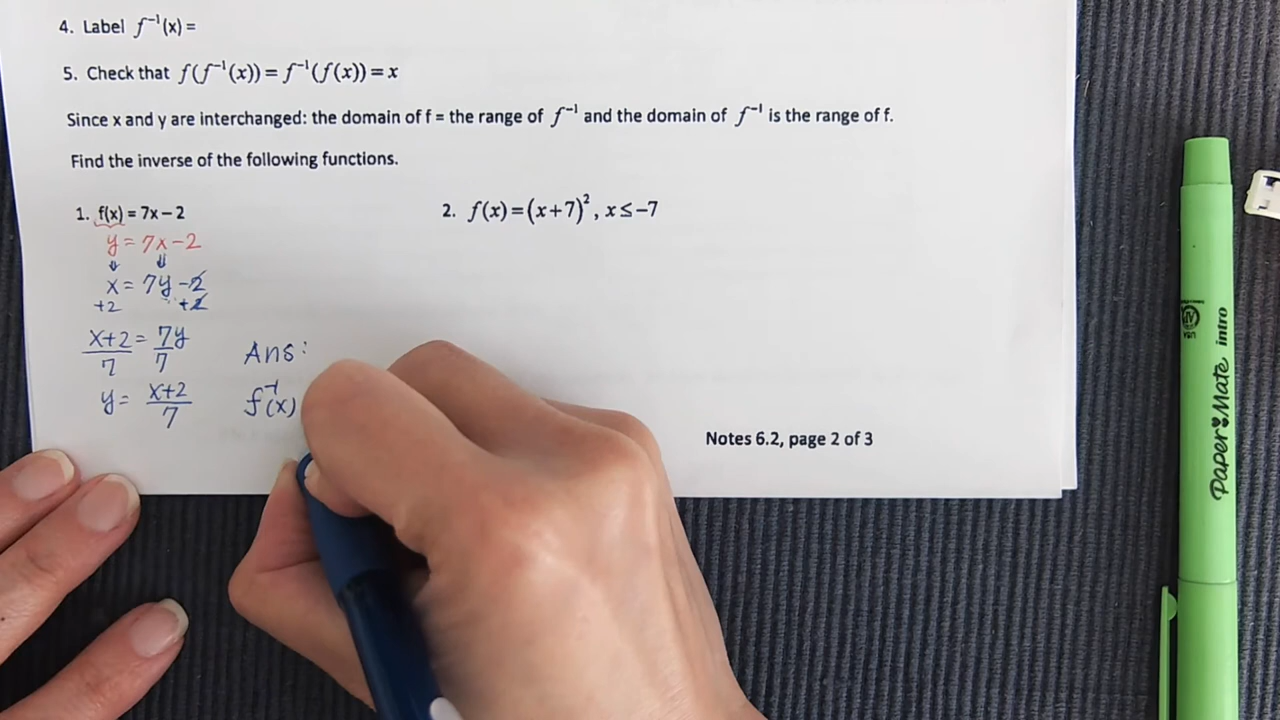 4. Label f⁻¹(x) =
5. Check that f(f⁻¹(x)) = f⁻¹(f(x)) = x
Since x and y are interchanged: the domain of f = the range of f⁻¹ and the domain of f⁻¹ is the range of f.
Find the inverse of the following functions.
1. f(x) = 7x – 2
y = 7x - 2
x = 7y - 2
+2 +2
x+2/7 = 7y/7
y = x+2/7
Ans:
f⁻¹(x)
2. f(x) = (x+7)², x ≤ -7
Notes 6.2, page 2 of 3
Paper Mate intro